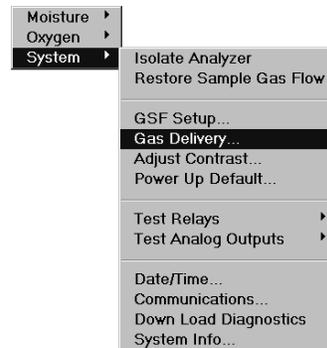 Moisture
Oxygen
System
Isolate Analyzer
Restore Sample Gas Flow
GSF Setup...
Gas Delivery...
Adjust Contrast...
Power Up Default...
Test Relays
Test Analog Outputs
Date/Time...
Communications...
Down Load Diagnostics
System Info...